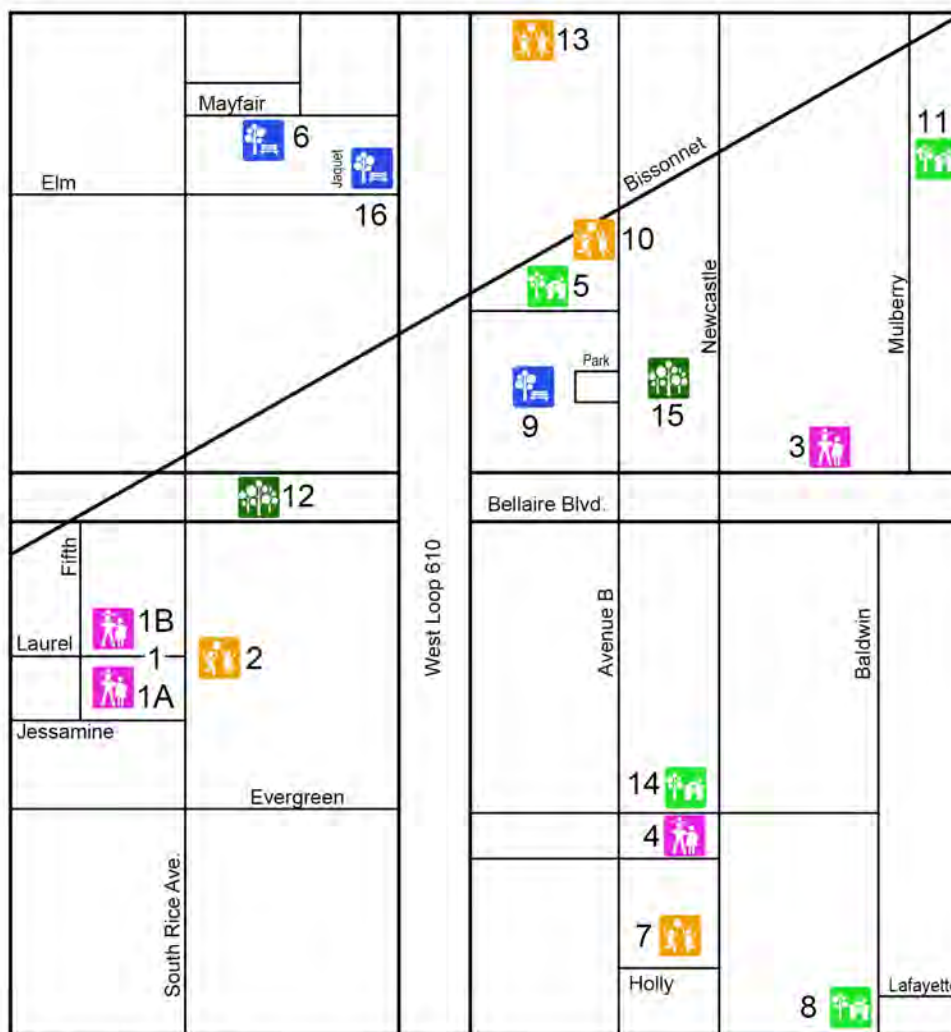 13
Mayfair
6
11
Jaquet
Bissonnet
Elm
16
10
5
Newcastle
Mulberry
Park
9
15
3
12
Bellaire Blvd.
Fifth
West Loop 610
Avenue B
Baldwin
1B
Laurel
1
2
1A
Jessamine
14
Evergreen
4
South Rice Ave.
7
Holly
8
Lafayette